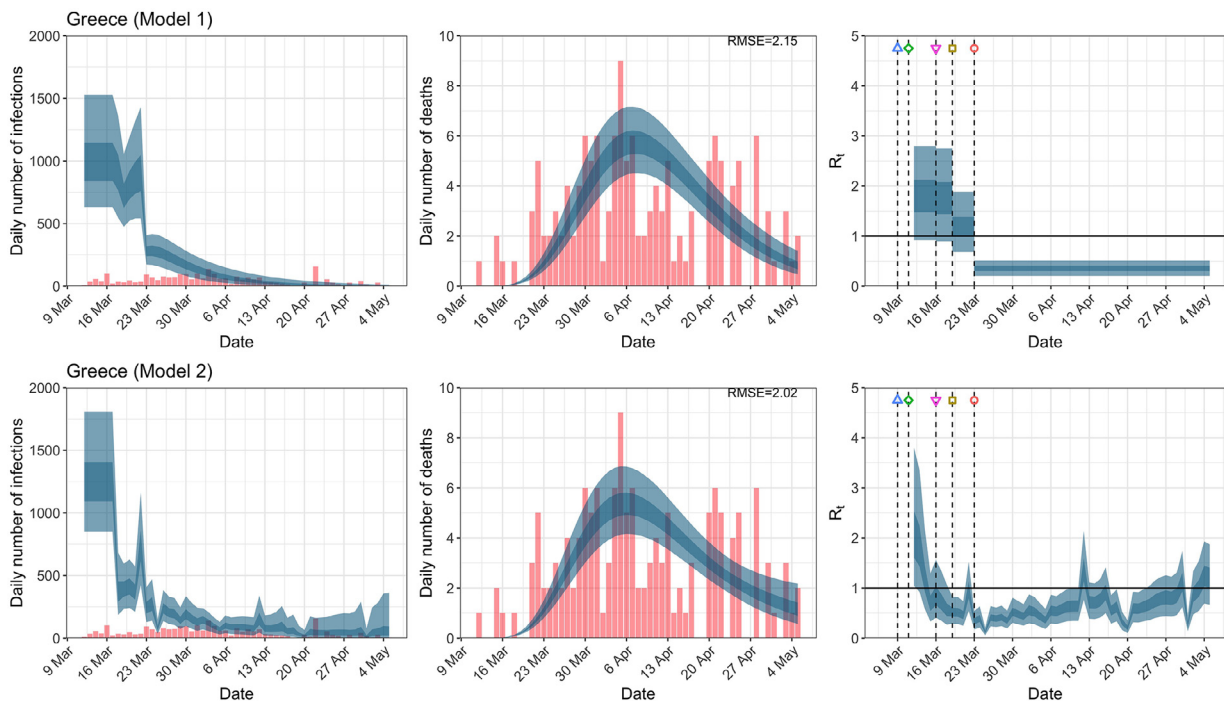 Greece (Model 1)
Daily number of infections
2000
1500
1000
500
0
9 Mar
16 Mar
23 Mar
30 Mar
6 Apr
13 Apr
20 Apr
27 Apr
4 May
Date
Daily number of deaths
RMSE=2.15
10
8
6
4
2
0
9 Mar
16 Mar
23 Mar
30 Mar
6 Apr
13 Apr
20 Apr
27 Apr
4 May
Date
Rt
5
4
3
2
1
0
9 Mar
16 Mar
23 Mar
30 Mar
6 Apr
13 Apr
20 Apr
27 Apr
4 May
Date
Greece (Model 2)
Daily number of infections
2000
1500
1000
500
0
9 Mar
16 Mar
23 Mar
30 Mar
6 Apr
13 Apr
20 Apr
27 Apr
4 May
Date
Daily number of deaths
RMSE=2.02
10
8
6
4
2
0
9 Mar
16 Mar
23 Mar
30 Mar
6 Apr
13 Apr
20 Apr
27 Apr
4 May
Date
Rt
5
4
3
2
1
0
9 Mar
16 Mar
23 Mar
30 Mar
6 Apr
13 Apr
20 Apr
27 Apr
4 May
Date